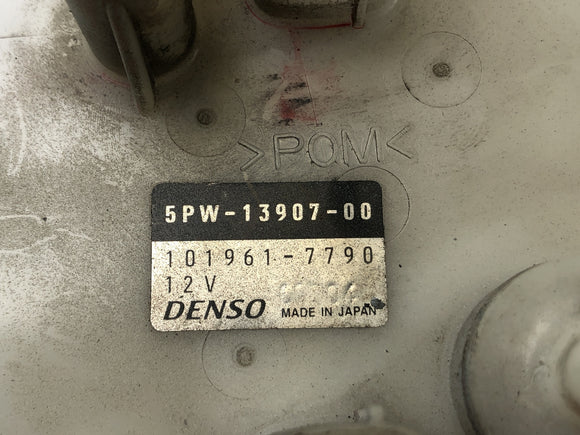 >POM<
5PW-13907-00
101961-7790
12V
DENSO MADE IN JAPAN